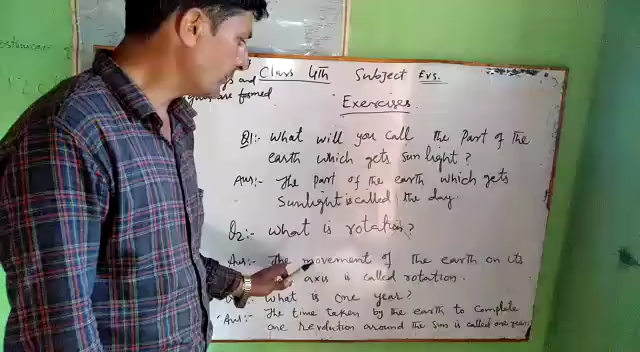 Class 4th Subject Evs.
gs and
are formed
Exercises
Q1:- What will you call the Part of the
earth which gets sunlight?
Ans:- The part of the earth which gets
Sunlight is called the day.
Q2:- What is rotation?
Ans:- The movement of the earth on its
axis is called rotation.
What is one year?
Ans:- The time taken by the earth to complete
one revolution around the sun is called one year.